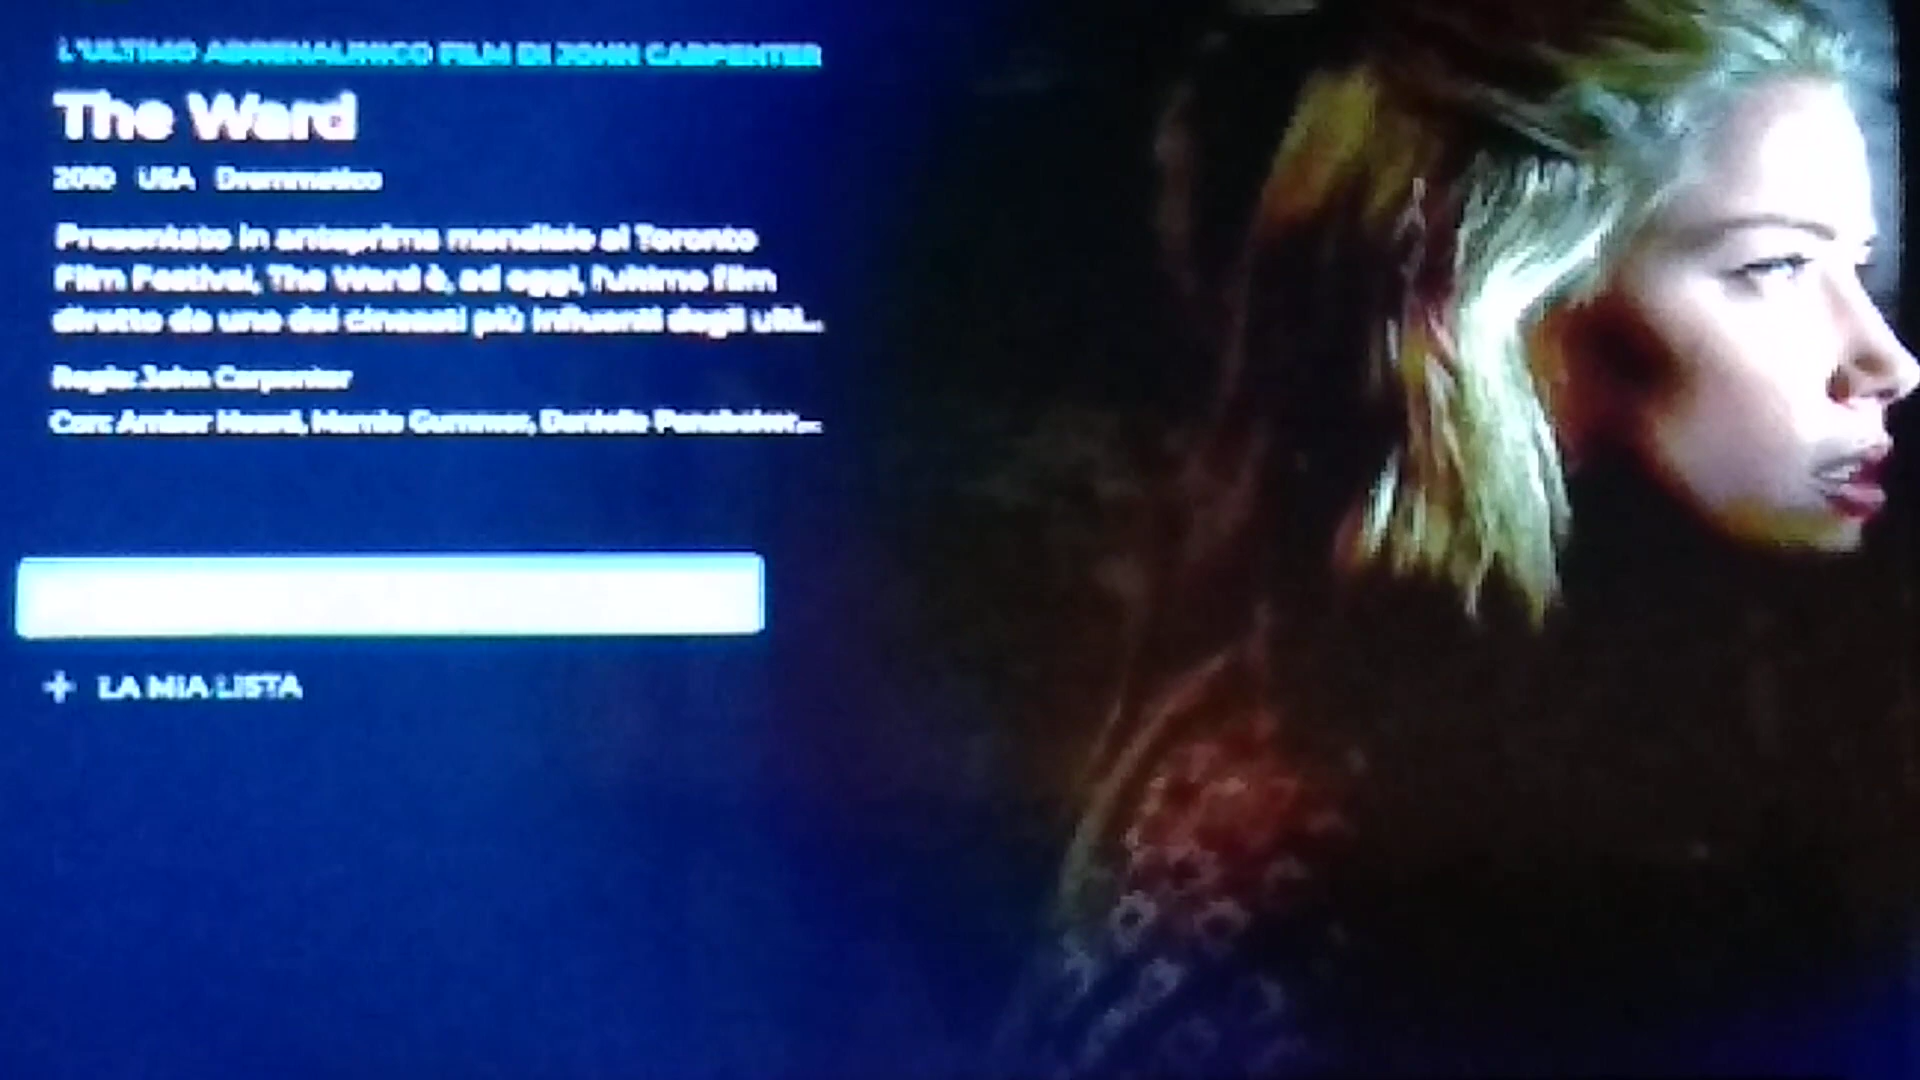 L'ULTIMO ADRENALINICO FILM DI JOHN CARPENTER
The Ward
2010 USA Drammatico
Presentato in anteprima mondiale al Toronto
Film Festival, The Ward è, ad oggi, l'ultimo film
diretto da uno dei cineasti più influenti degli ulti...
Regia: John Carpenter
Con: Amber Heard, Mamie Gummer, Danielle Panabaker...
LA MIA LISTA